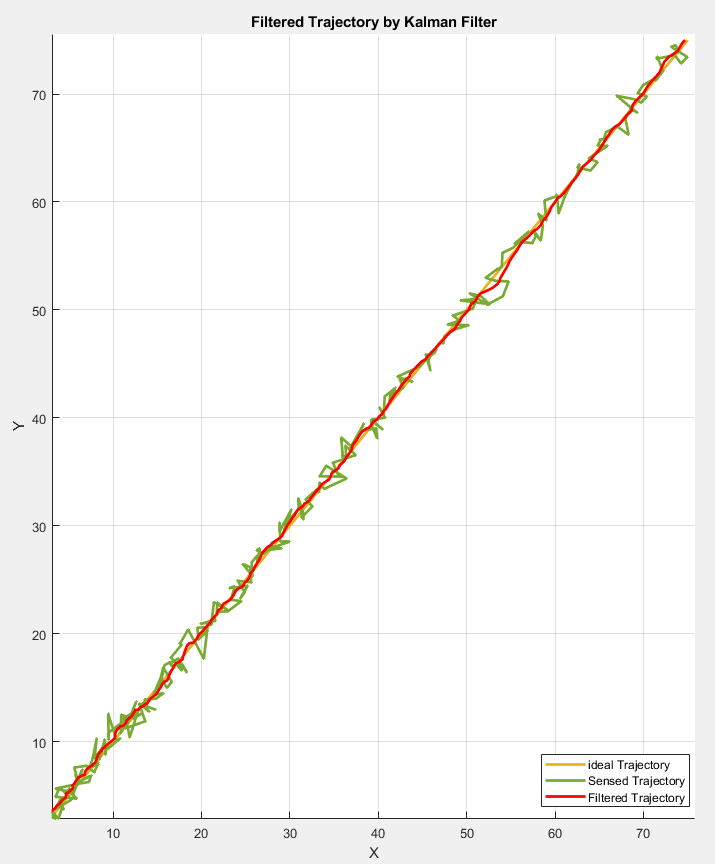 Filtered Trajectory by Kalman Filter
70
60
50
40
30
20
10
Y
10 20 30 40 50 60 70
X
ideal Trajectory
Sensed Trajectory
Filtered Trajectory